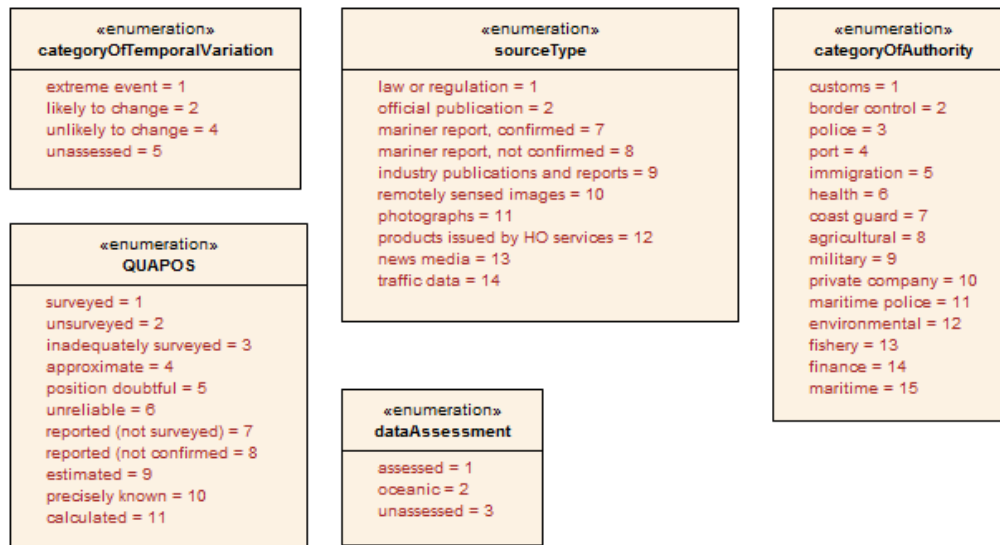 «enumeration»
categoryOfTemporalVariation
extreme event = 1
likely to change = 2
unlikely to change = 4
unassessed = 5
«enumeration»
sourceType
law or regulation = 1
official publication = 2
mariner report, confirmed = 7
mariner report, not confirmed = 8
industry publications and reports = 9
remotely sensed images = 10
photographs = 11
products issued by HO services = 12
news media = 13
traffic data = 14
«enumeration»
categoryOfAuthority
customs = 1
border control = 2
police = 3
port = 4
immigration = 5
health = 6
coast guard = 7
agricultural = 8
military = 9
private company = 10
maritime police = 11
environmental = 12
fishery = 13
finance = 14
maritime = 15
«enumeration»
QUAPOS
surveyed = 1
unsurveyed = 2
inadequately surveyed = 3
approximate = 4
position doubtful = 5
unreliable = 6
reported (not surveyed) = 7
reported (not confirmed = 8
estimated = 9
precisely known = 10
calculated = 11
«enumeration»
dataAssessment
assessed = 1
oceanic = 2
unassessed = 3